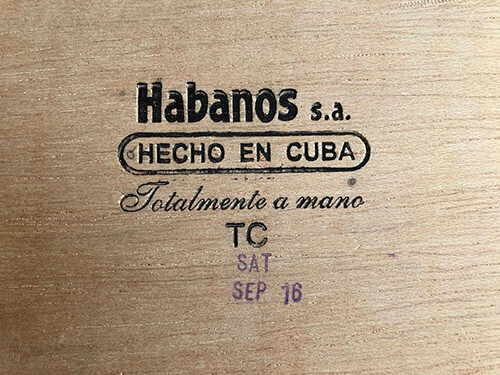 Habanos s.a.
HECHO EN CUBA
Totalmente a mano
TC
SAT
SEP 16